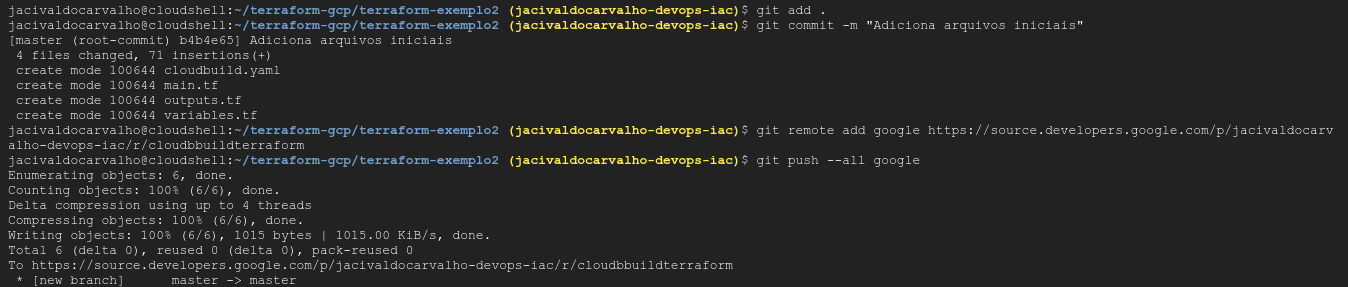 jacivaldocarvalho@cloudshell:~/terraform-gcp/terraform-exemplo2 (jacivaldocarvalho-devops-iac)$ git add .
jacivaldocarvalho@cloudshell:~/terraform-gcp/terraform-exemplo2 (jacivaldocarvalho-devops-iac)$ git commit -m "Adiciona arquivos iniciais"
[master (root-commit) b4b4e65] Adiciona arquivos iniciais
 4 files changed, 71 insertions(+)
 create mode 100644 cloudbuild.yaml
 create mode 100644 main.tf
 create mode 100644 outputs.tf
 create mode 100644 variables.tf
jacivaldocarvalho@cloudshell:~/terraform-gcp/terraform-exemplo2 (jacivaldocarvalho-devops-iac)$ git remote add google https://source.developers.google.com/p/jacivaldocarv
alho-devops-iac/r/cloudbbuildterraform
jacivaldocarvalho@cloudshell:~/terraform-gcp/terraform-exemplo2 (jacivaldocarvalho-devops-iac)$ git push --all google
Enumerating objects: 6, done.
Counting objects: 100% (6/6), done.
Delta compression using up to 4 threads
Compressing objects: 100% (6/6), done.
Writing objects: 100% (6/6), 1015 bytes | 1015.00 KiB/s, done.
Total 6 (delta 0), reused 0 (delta 0), pack-reused 0
To https://source.developers.google.com/p/jacivaldocarvalho-devops-iac/r/cloudbbuildterraform
 * [new branch]      master -> master